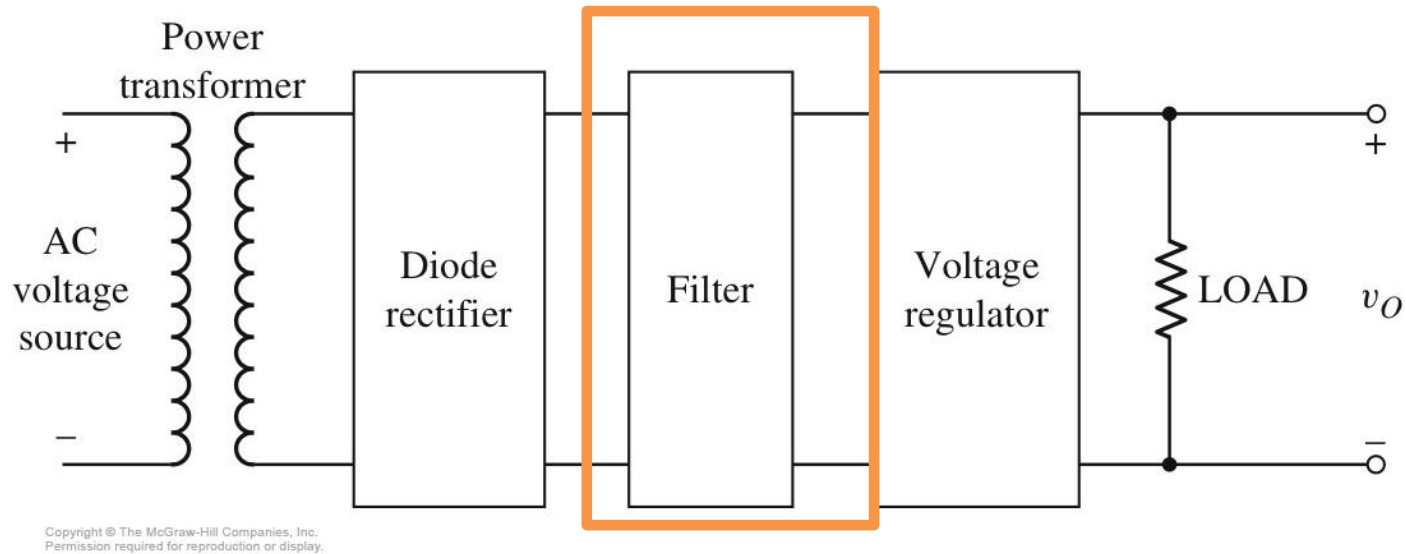 Power
transformer
+
−
AC
voltage
source
Diode
rectifier
Filter
Voltage
regulator
LOAD
+
v_O
−
Copyright © The McGraw-Hill Companies, Inc.
Permission required for reproduction or display.